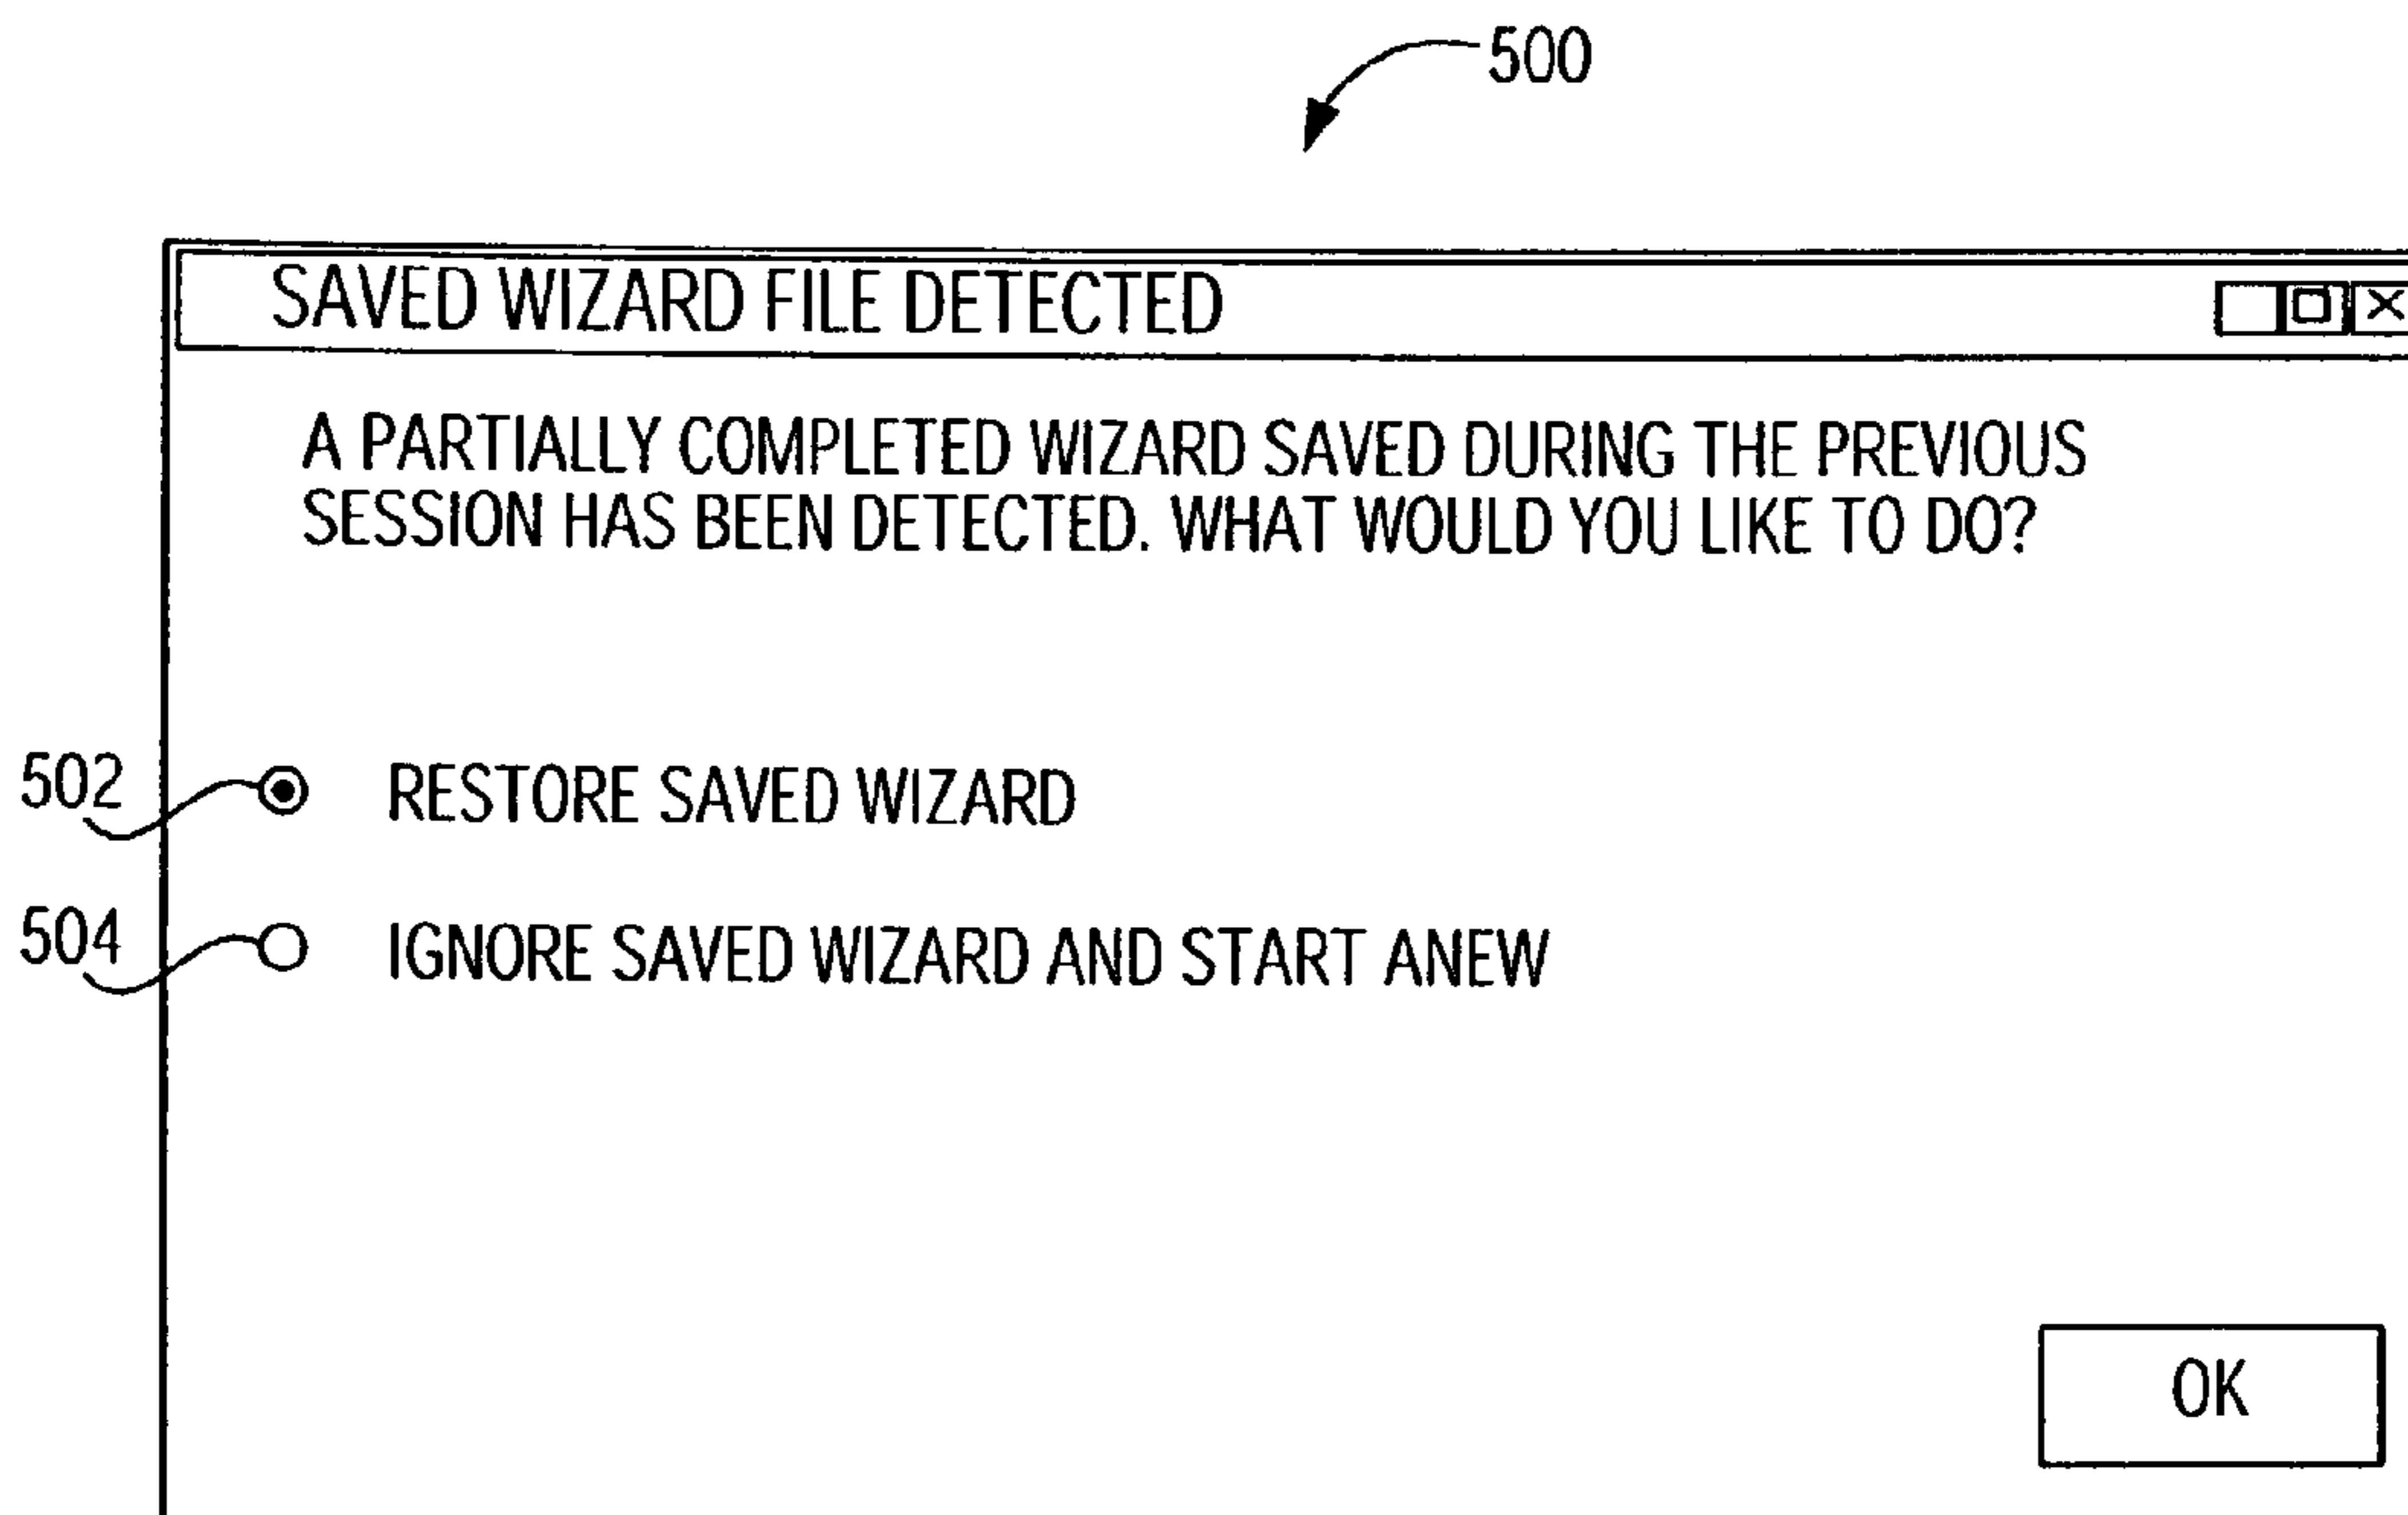 500
SAVED WIZARD FILE DETECTED
A PARTIALLY COMPLETED WIZARD SAVED DURING THE PREVIOUS
SESSION HAS BEEN DETECTED. WHAT WOULD YOU LIKE TO DO?
502 RESTORE SAVED WIZARD
504 IGNORE SAVED WIZARD AND START ANEW
OK